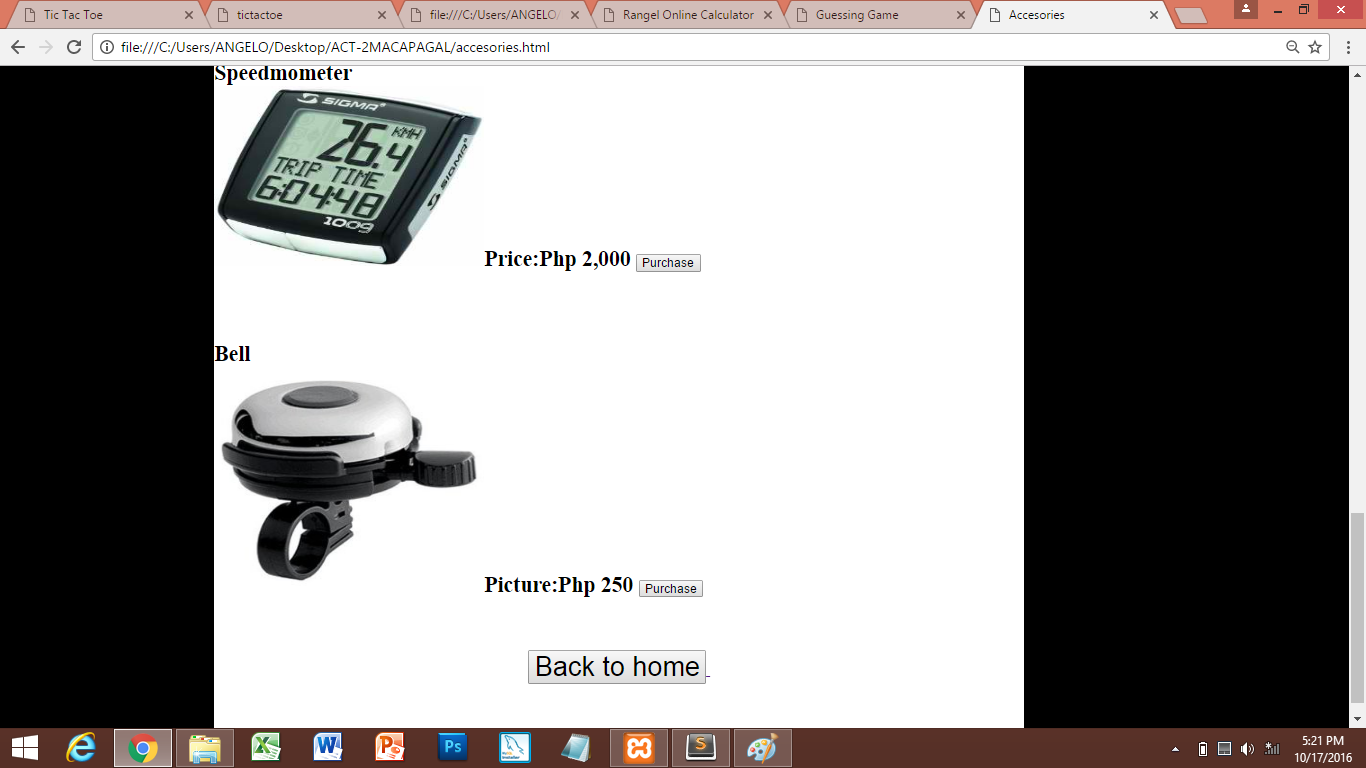 Tic Tac Toe
tictactoe
file:///C:/Users/ANGELO/
Rangel Online Calculator
Guessing Game
Accesories
file:///C:/Users/ANGELO/Desktop/ACT-2MACAPAGAL/accesories.html
Speedmometer
SIGMA
26.4 KMH
TRIP TIME
6:04:48
1009
SIGMA
Price:Php 2,000 Purchase
Bell
Picture:Php 250 Purchase
Back to home
5:21 PM
10/17/2016